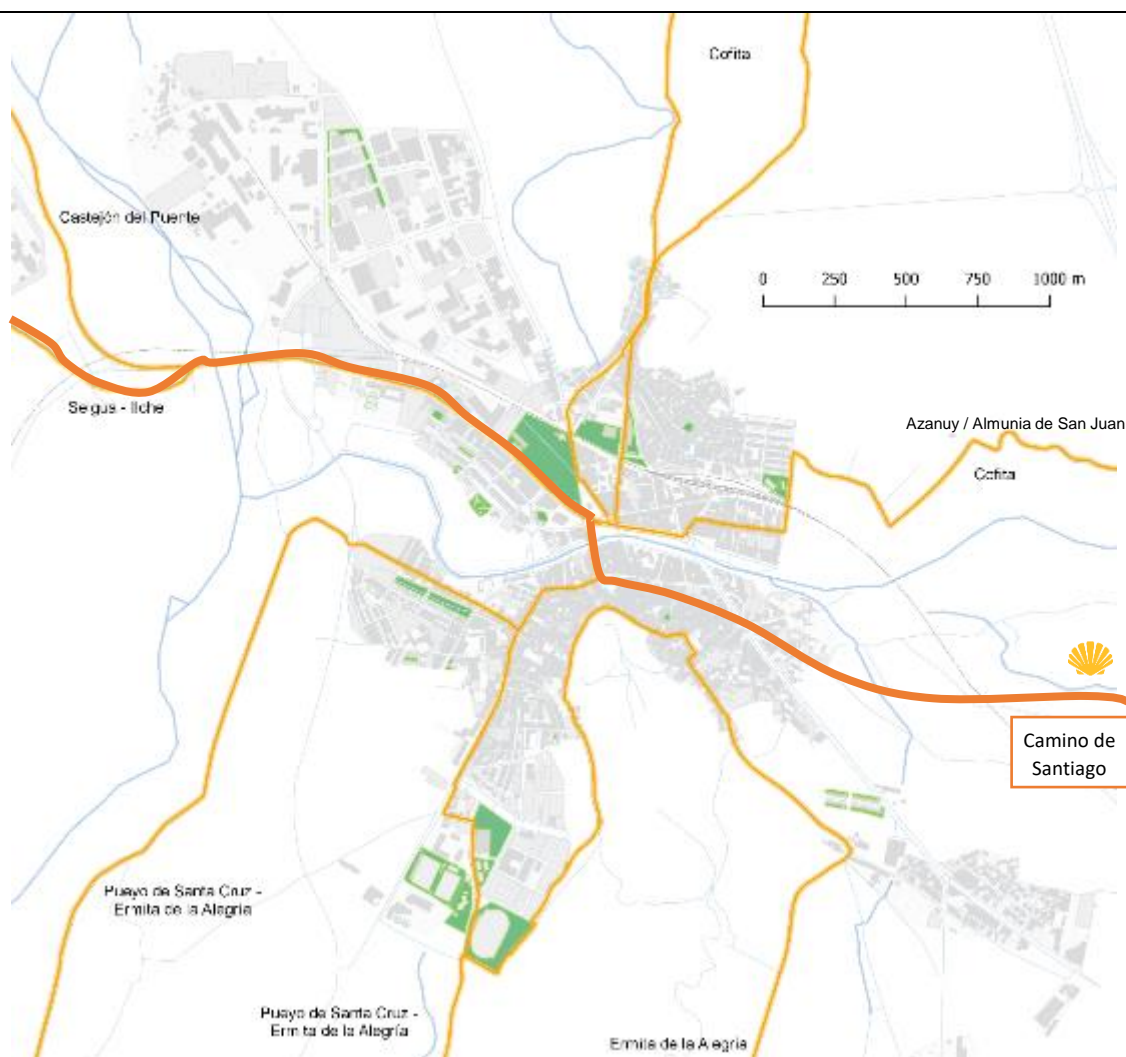 Cofita
Castejón del Puente
0 250 500 750 1000 m
Selgua - Ilche
Azanuy / Almunia de San Juan
Cofita
Camino de
Santiago
Pueyo de Santa Cruz -
Ermita de la Alegría
Pueyo de Santa Cruz -
Ermita de la Alegría
Ermita de la Alegría